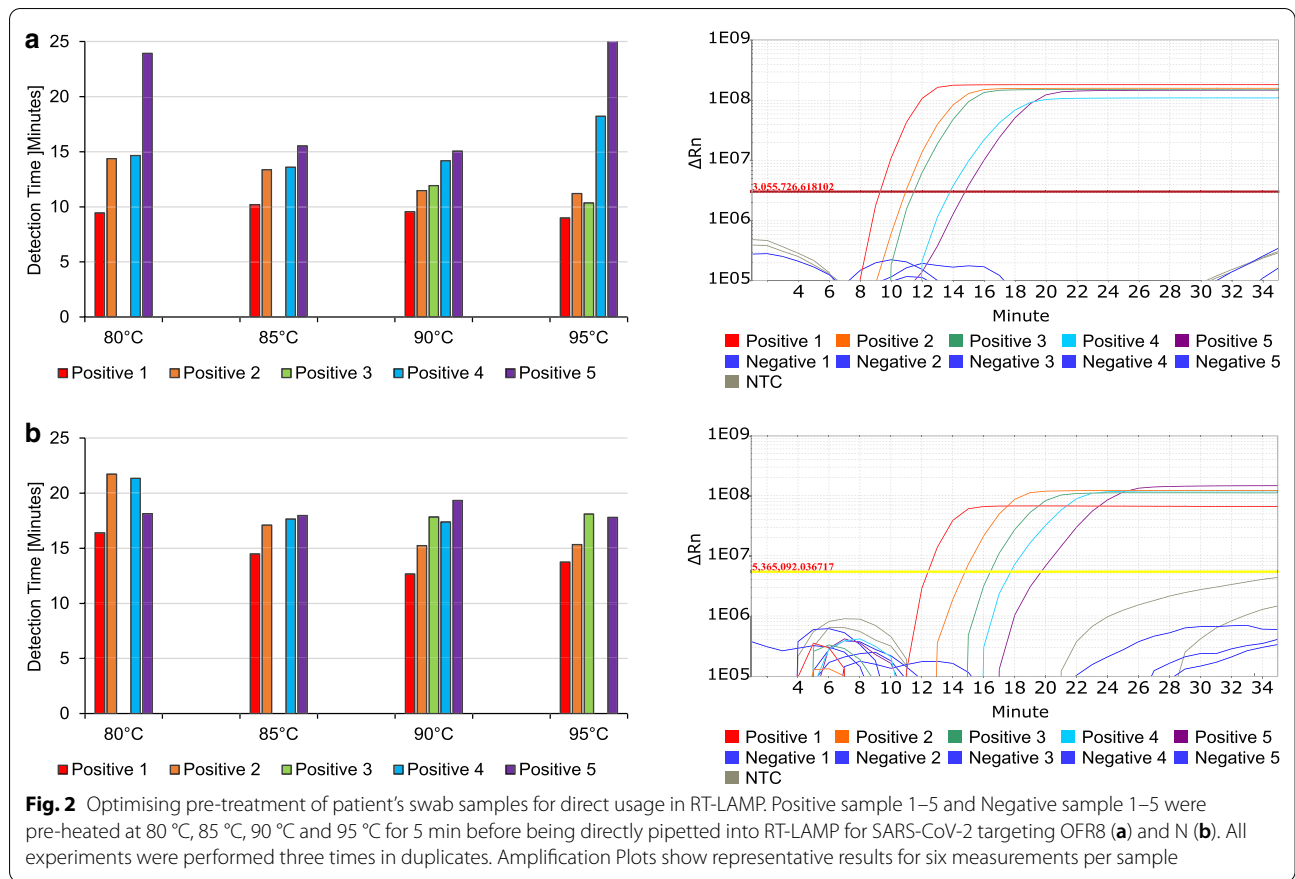 a
Detection Time ]Minutes]
25
20
15
10
5
0
80°C 85°C 90°C 95°C
Positive 1 Positive 2 Positive 3 Positive 4 Positive 5
ΔRn
1E09
1E08
1E07
3.055.726,618102
1E06
1E05
4 6 8 10 12 14 16 18 20 22 24 26 28 30 32 34
Minute
Positive 1 Positive 2 Positive 3 Positive 4 Positive 5
Negative 1 Negative 2 Negative 3 Negative 4 Negative 5
NTC
b
Detection Time [Minutes]
25
20
15
10
5
0
80°C 85°C 90°C 95°C
Positive 1 Positive 2 Positive 3 Positive 4 Positive 5
ΔRn
1E09
1E08
1E07
5,365,092.036717
1E06
1E05
4 6 8 10 12 14 16 18 20 22 24 26 28 30 32 34
Minute
Positive 1 Positive 2 Positive 3 Positive 4 Positive 5
Negative 1 Negative 2 Negative 3 Negative 4 Negative 5
NTC
Fig. 2 Optimising pre-treatment of patient's swab samples for direct usage in RT-LAMP. Positive sample 1–5 and Negative sample 1–5 were
pre-heated at 80 °C, 85 °C, 90 °C and 95 °C for 5 min before being directly pipetted into RT-LAMP for SARS-CoV-2 targeting OFR8 (a) and N (b). All
experiments were performed three times in duplicates. Amplification Plots show representative results for six measurements per sample